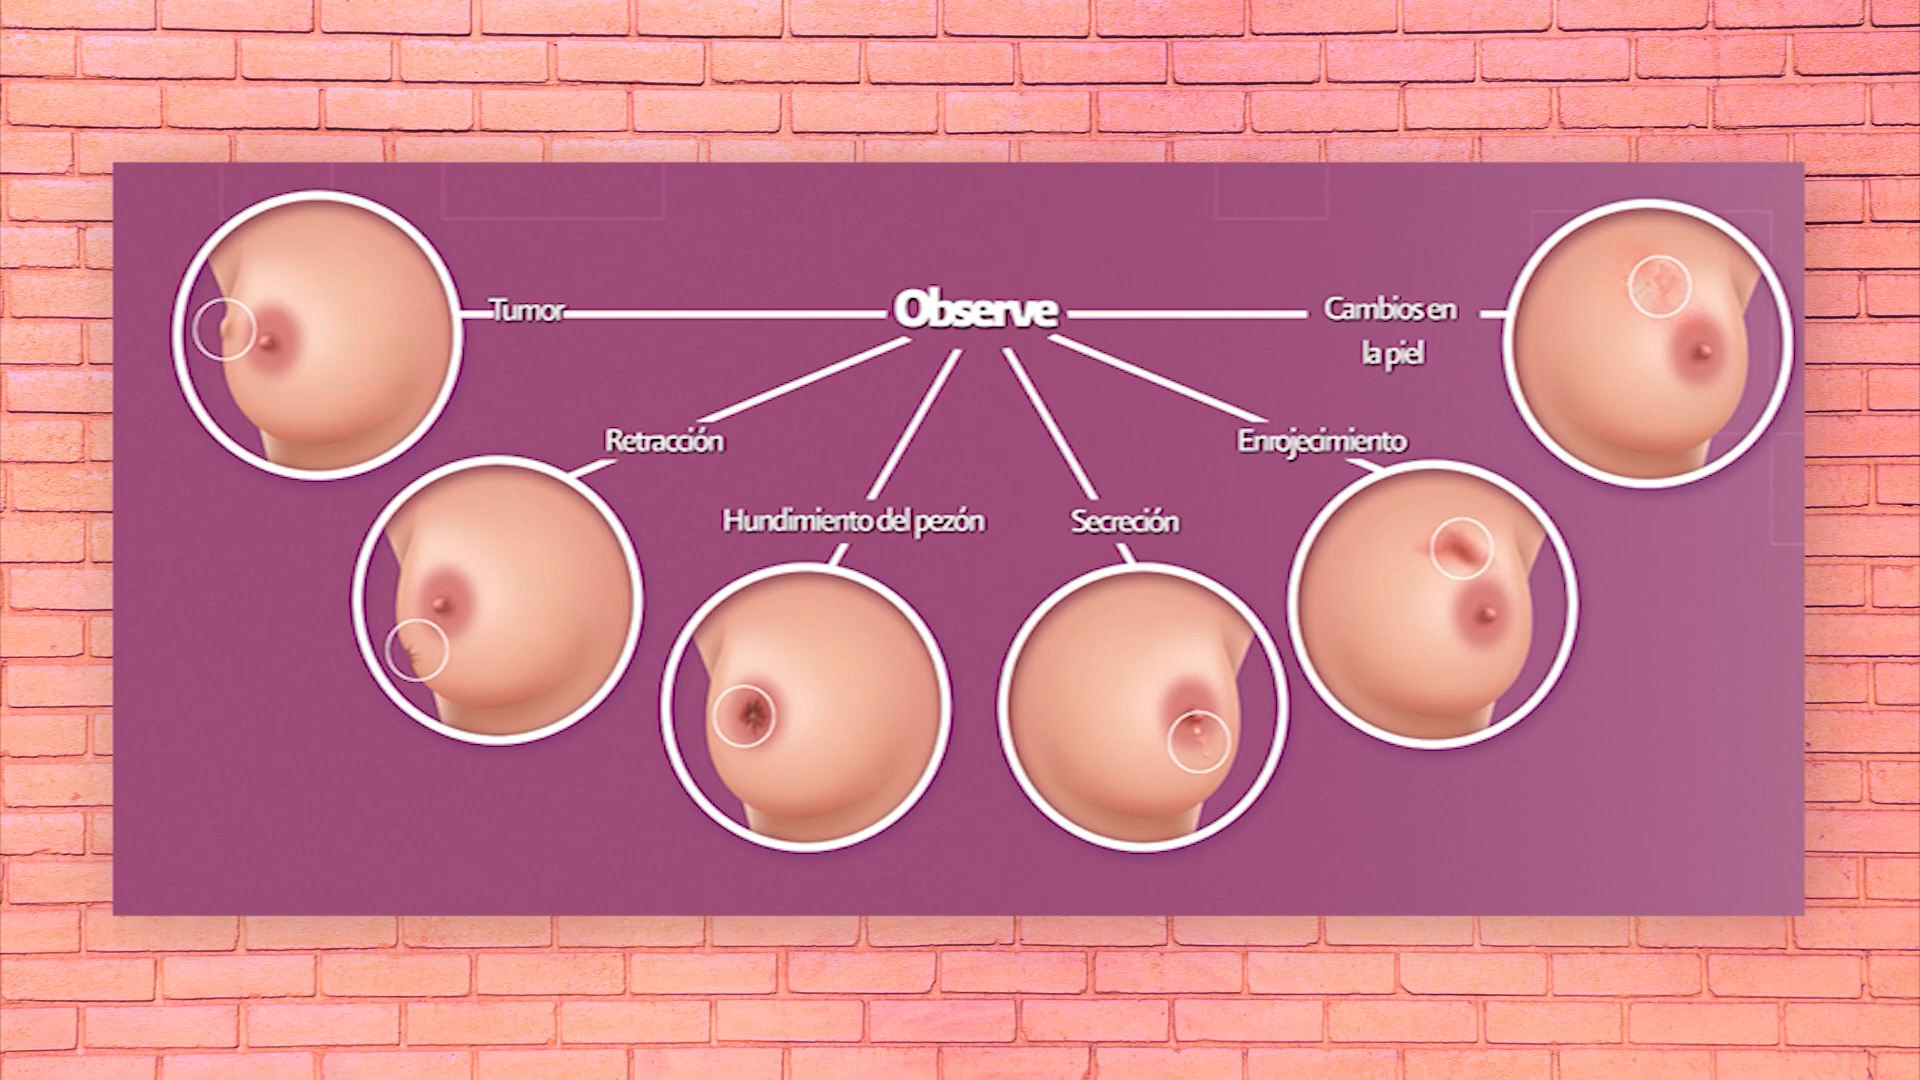 Observe
Tumor
Retracción
Hundimiento del pezón
Secreción
Enrojecimiento
Cambios en
la piel